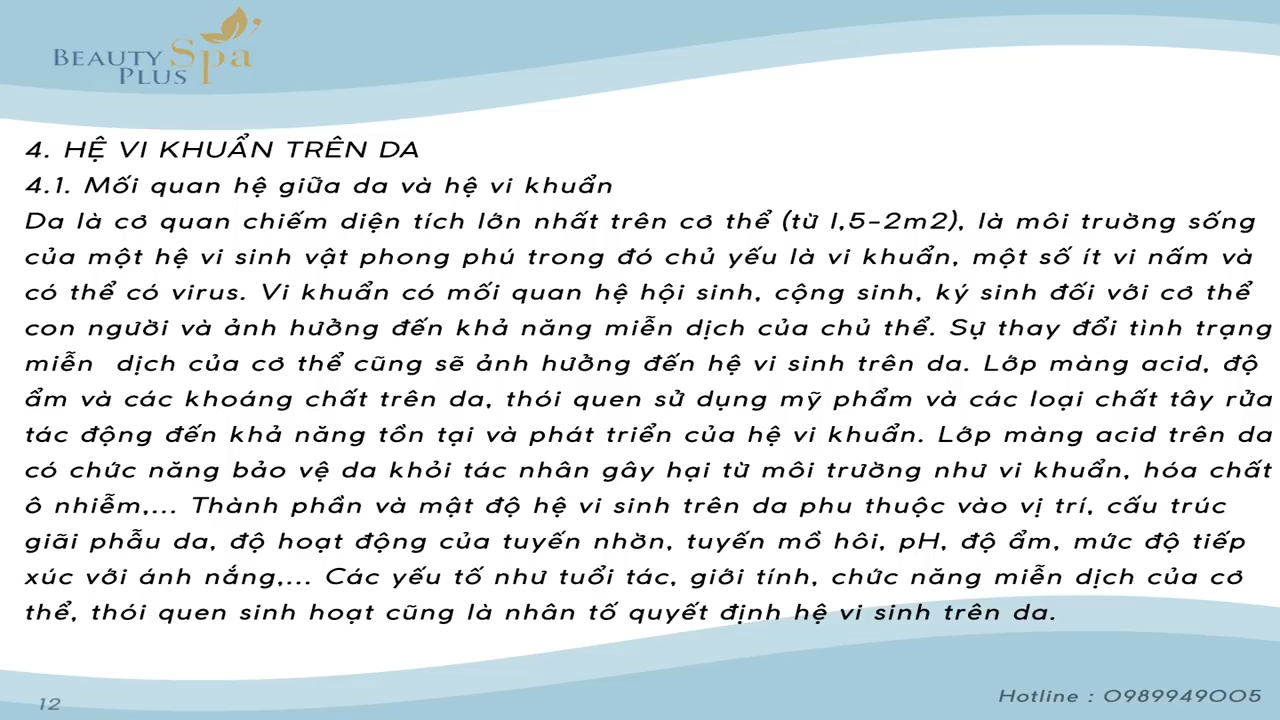 BEAUTY Spa
PLUS
4. HỆ VI KHUẨN TRÊN DA
4.1. Mối quan hệ giữa da và hệ vi khuẩn
Da là cơ quan chiếm diện tích lớn nhất trên cơ thể (từ 1,5-2m2), là môi truờng sống
của một hệ vi sinh vật phong phú trong đó chủ yếu là vi khuẩn, một số ít vi nấm và
có thể có virus. Vi khuẩn có mối quan hệ hội sinh, cộng sinh, ký sinh đối với cơ thể
con người và ảnh hưởng đến khả năng miễn dịch của chủ thể. Sự thay đổi tình trạng
miễn dịch của cơ thể cũng sẽ ảnh hưởng đến hệ vi sinh trên da. Lớp màng acid, độ
ẩm và các khoáng chất trên da, thói quen sử dụng mỹ phẩm và các loại chất tây rửa
tác động đến khả năng tồn tại và phát triển của hệ vi khuẩn. Lớp màng acid trên da
có chức năng bảo vệ da khỏi tác nhân gây hại từ môi trường như vi khuẩn, hóa chất
ô nhiễm,... Thành phần và mật độ hệ vi sinh trên da phu thuộc vào vị trí, cấu trúc
giãi phẫu da, độ hoạt động của tuyến nhờn, tuyến mồ hôi, pH, độ ẩm, mức độ tiếp
xúc với ánh nắng,... Các yếu tố như tuổi tác, giới tính, chức năng miễn dịch của cơ
thể, thói quen sinh hoạt cũng là nhân tố quyết định hệ vi sinh trên da.
12
Hotline : 0989949005